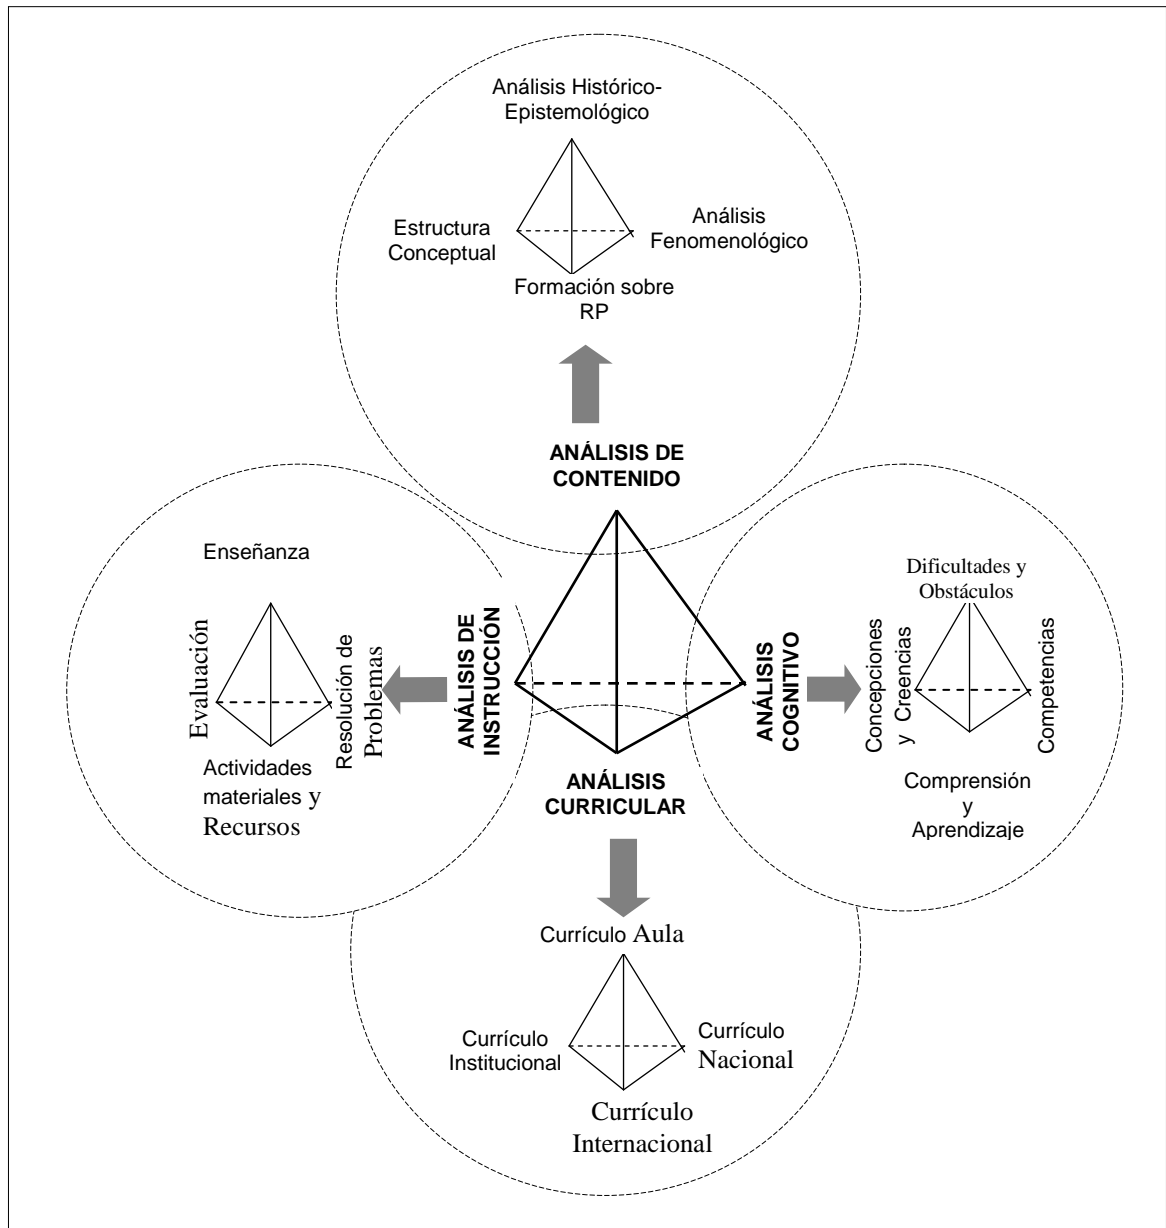 Análisis Histórico-
Epistemológico
Estructura
Conceptual
Análisis
Fenomenológico
Formación sobre
RP
ANÁLISIS DE
CONTENIDO
Enseñanza
Evaluación
Resolución de
Problemas
Actividades
materiales y
Recursos
ANÁLISIS DE
INSTRUCCIÓN
ANÁLISIS
COGNITIVO
Dificultades y
Obstáculos
Concepciones
y Creencias
Competencias
Comprensión
y
Aprendizaje
ANÁLISIS
CURRICULAR
Currículo Aula
Currículo
Institucional
Currículo
Nacional
Currículo
Internacional